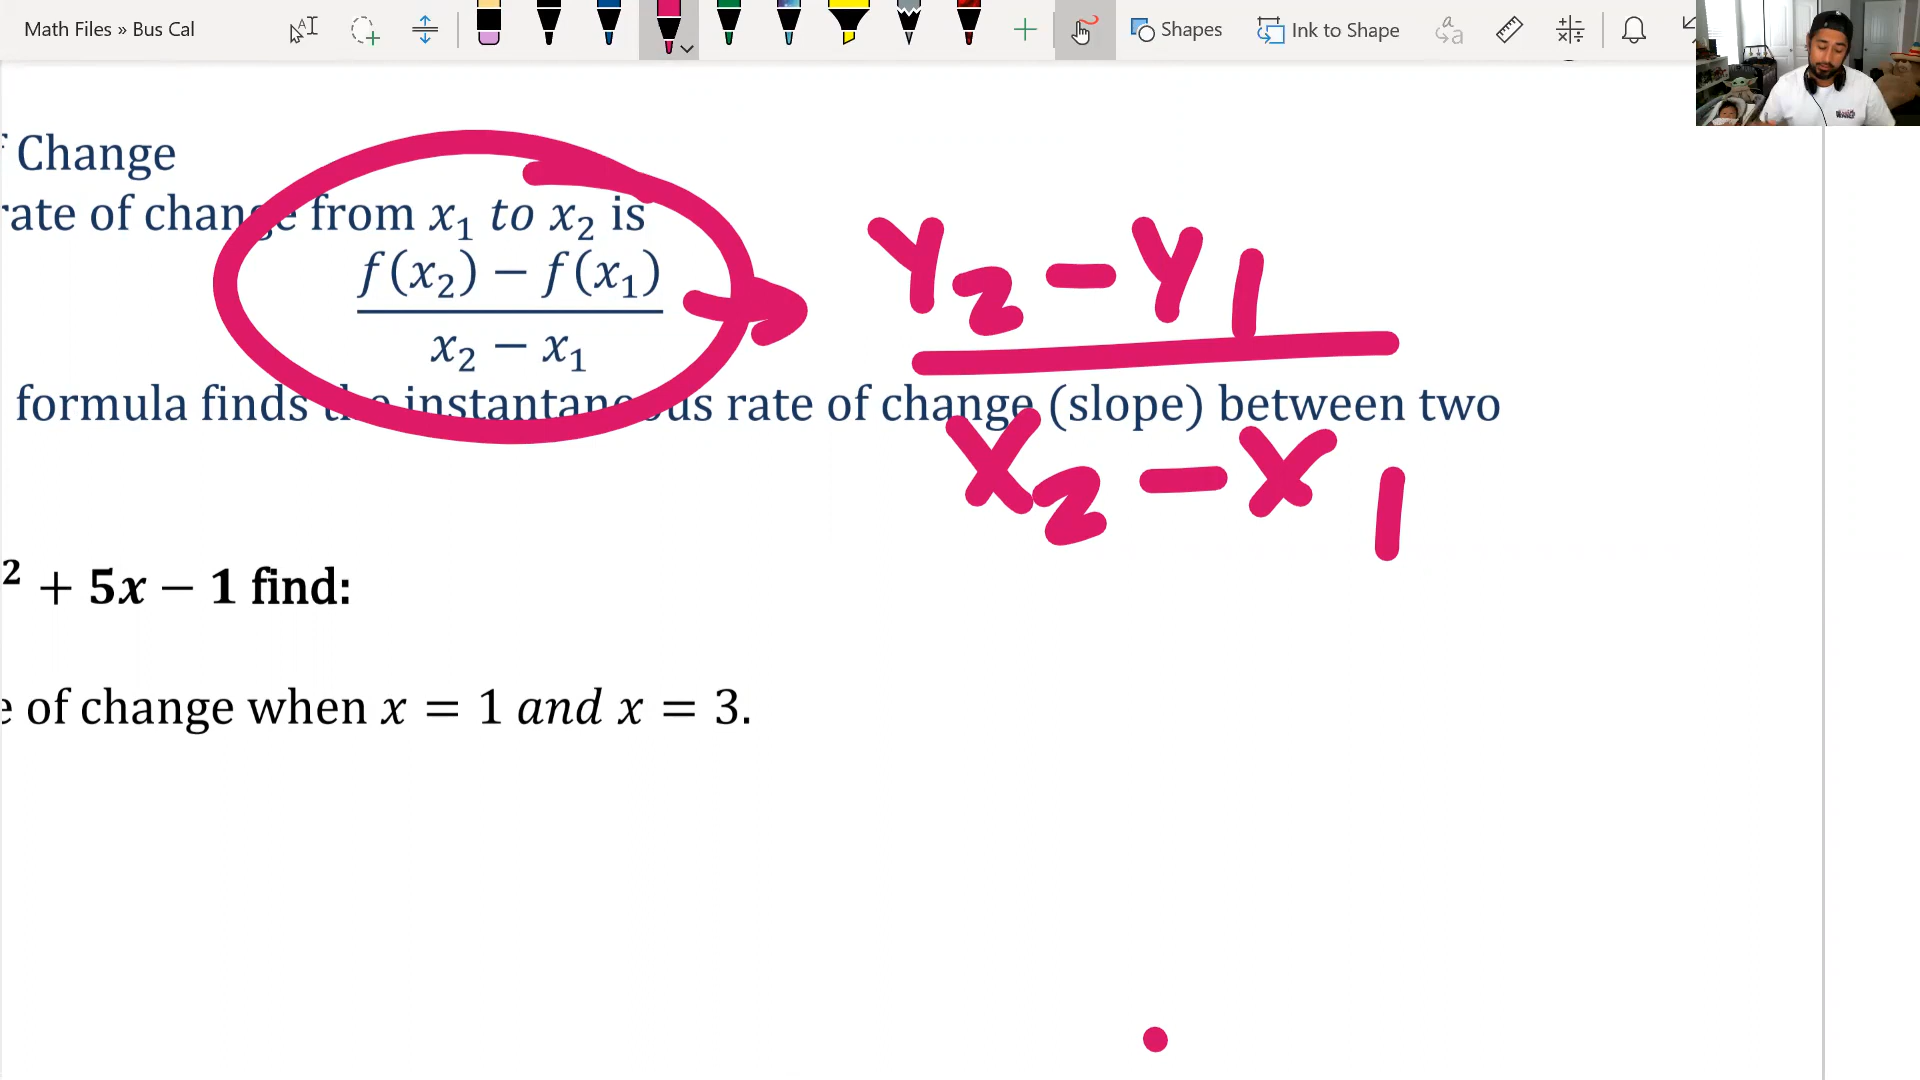 Math Files » Bus Cal
Shapes
Ink to Shape
Change
rate of change from x₁ to x₂ is
f(x₂) − f(x₁)
x₂ − x₁
Y₂ − Y₁
X₂ − X₁
formula finds the instantaneous rate of change (slope) between two
² + 5x − 1 find:
of change when x = 1 and x = 3.